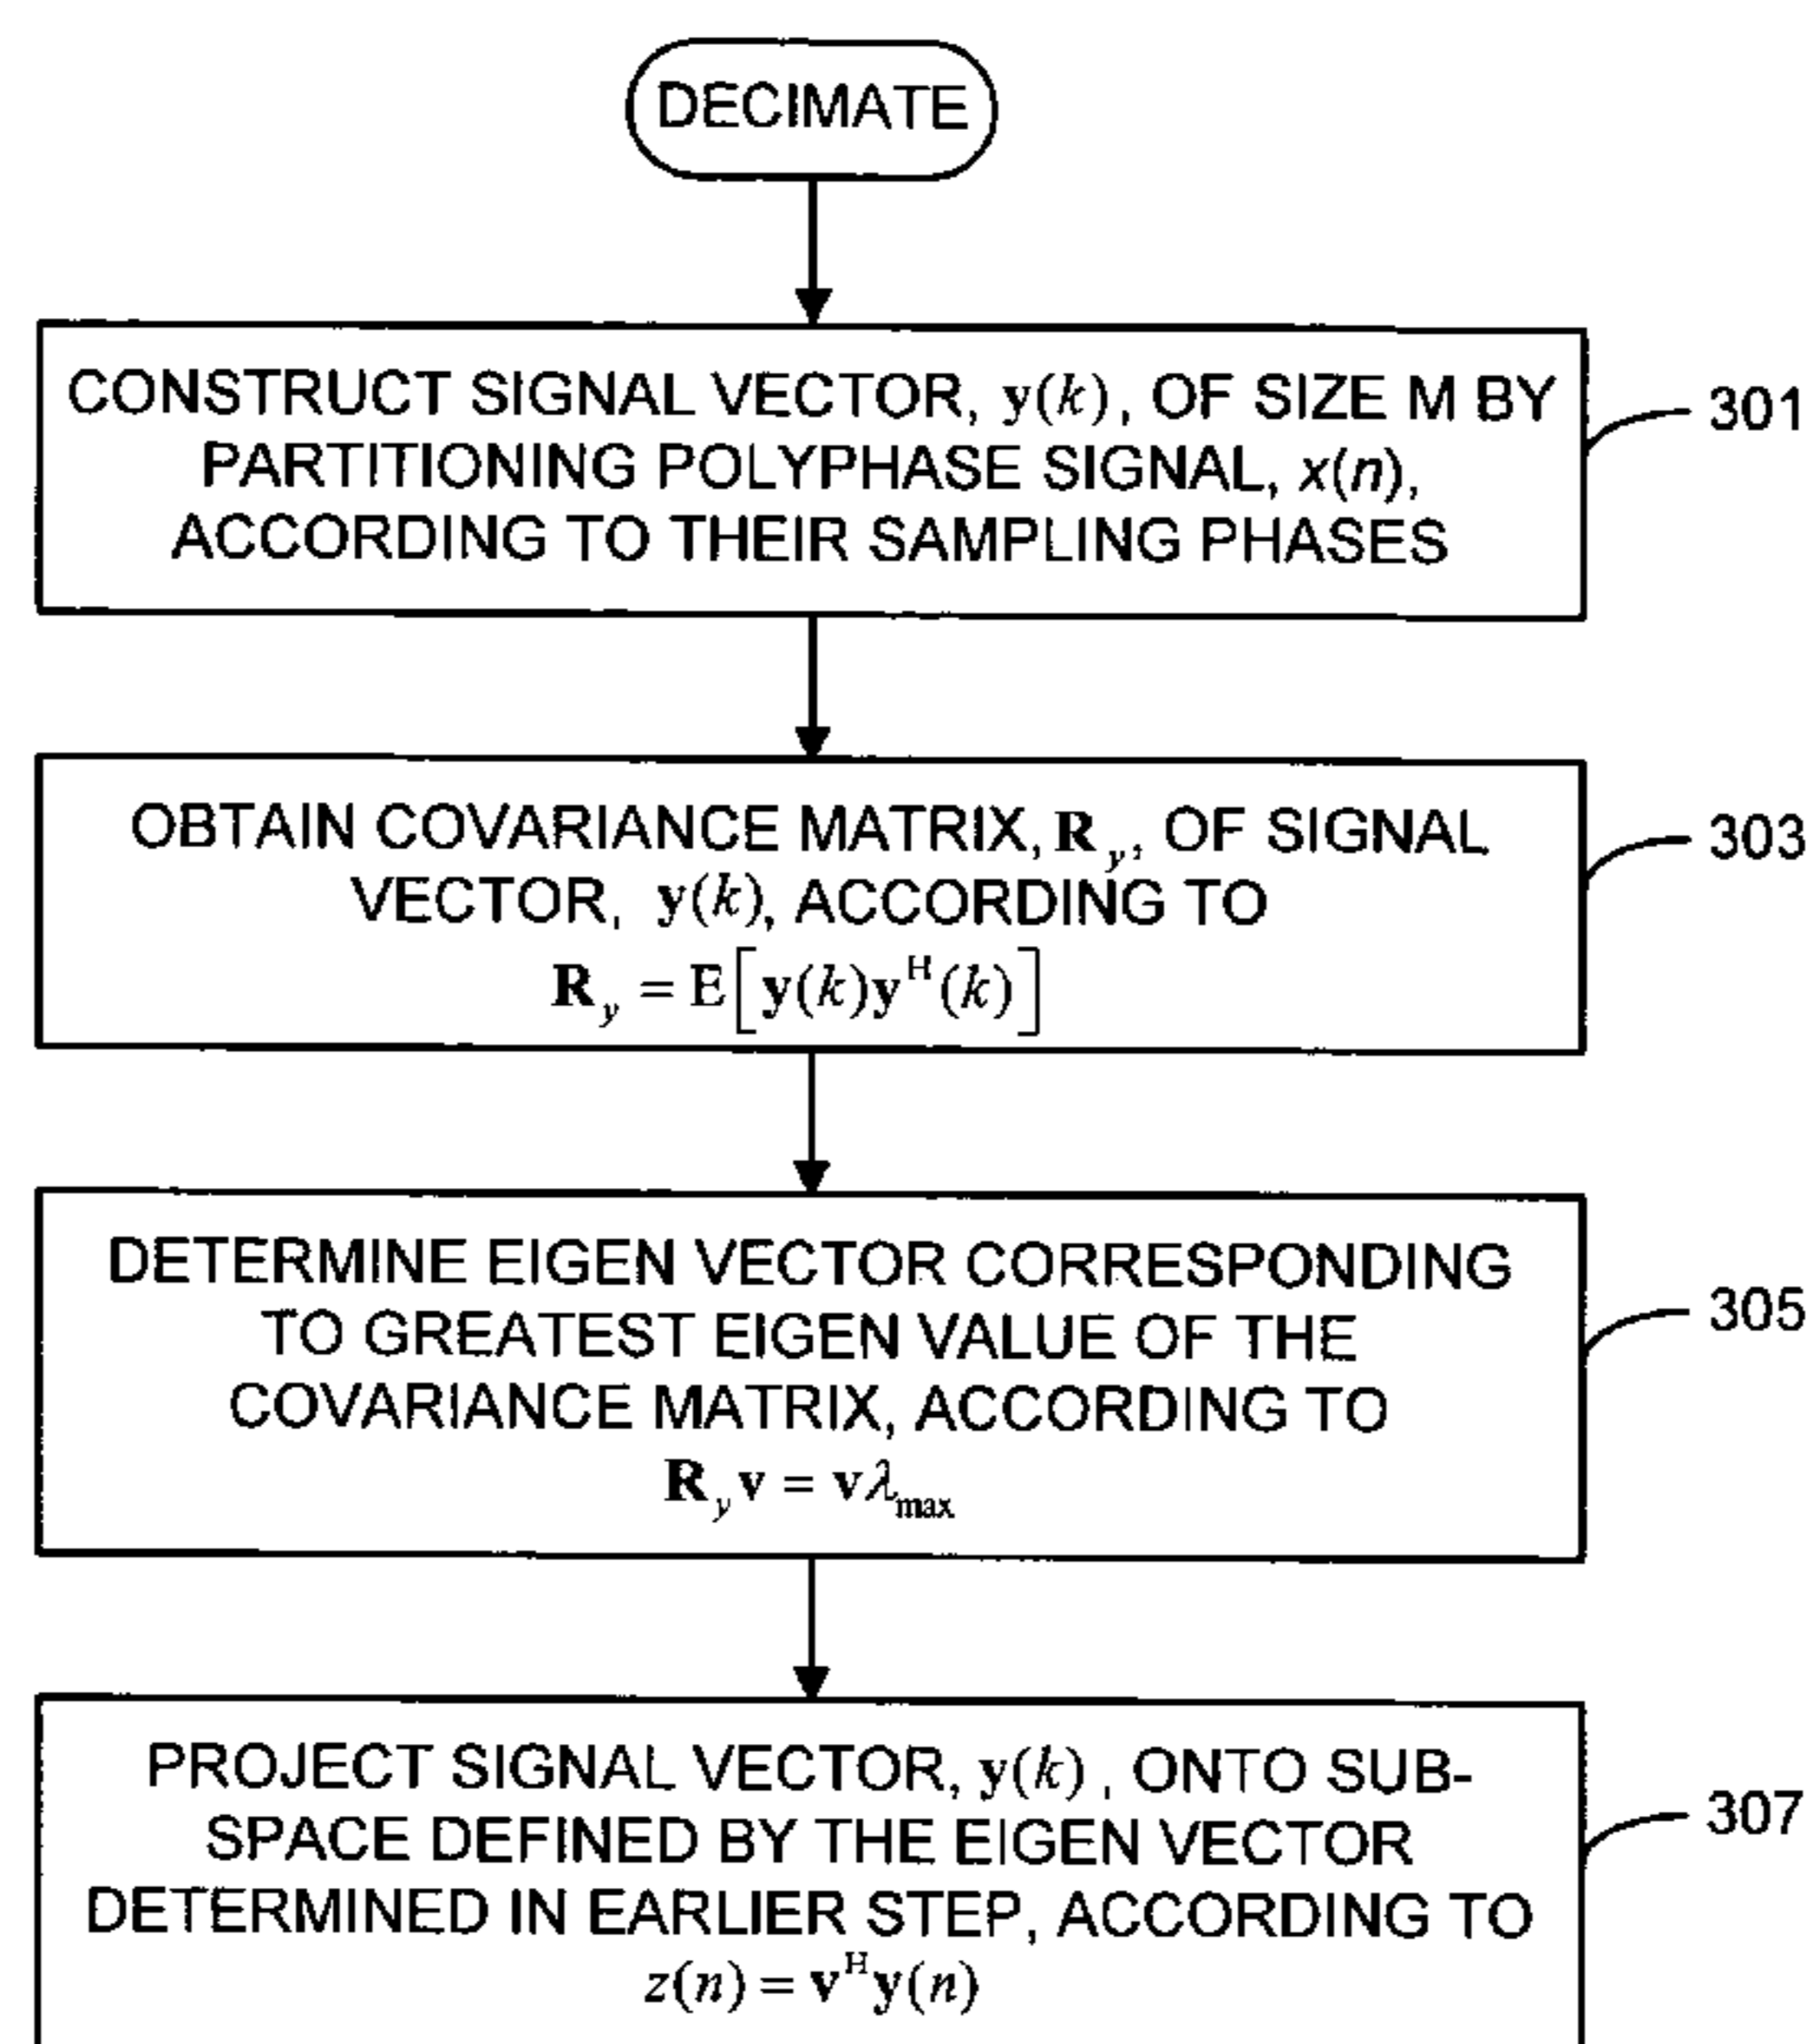 DECIMATE
CONSTRUCT SIGNAL VECTOR, y(k), OF SIZE M BY
PARTITIONING POLYPHASE SIGNAL, x(n),
ACCORDING TO THEIR SAMPLING PHASES
301
OBTAIN COVARIANCE MATRIX, R_y, OF SIGNAL
VECTOR, y(k), ACCORDING TO
R_y = E[y(k)y^H(k)]
303
DETERMINE EIGEN VECTOR CORRESPONDING
TO GREATEST EIGEN VALUE OF THE
COVARIANCE MATRIX, ACCORDING TO
R_y v = vλ_max
305
PROJECT SIGNAL VECTOR, y(k), ONTO SUB-
SPACE DEFINED BY THE EIGEN VECTOR
DETERMINED IN EARLIER STEP, ACCORDING TO
z(n) = v^H y(n)
307